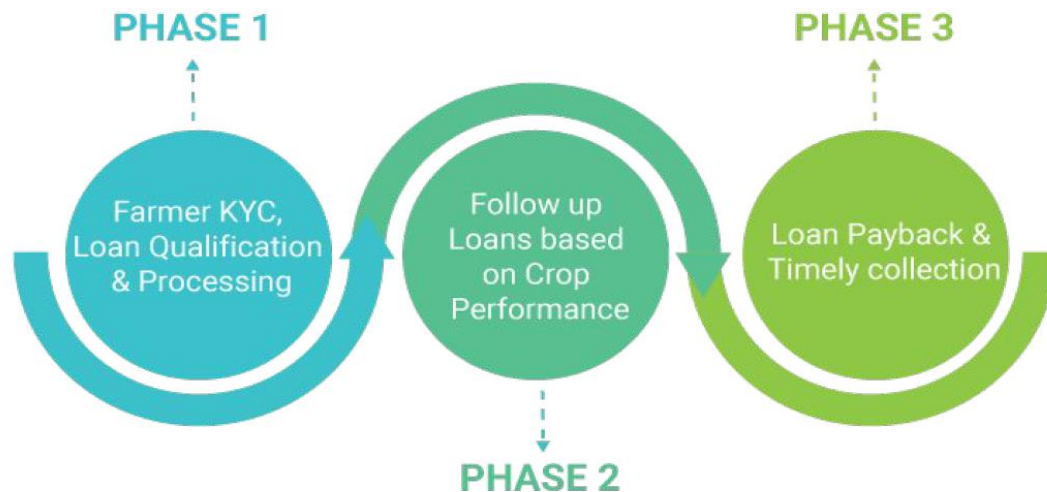 PHASE 1
Farmer KYC,
Loan Qualification
& Processing
Follow up
Loans based
on Crop
Performance
PHASE 2
PHASE 3
Loan Payback &
Timely collection